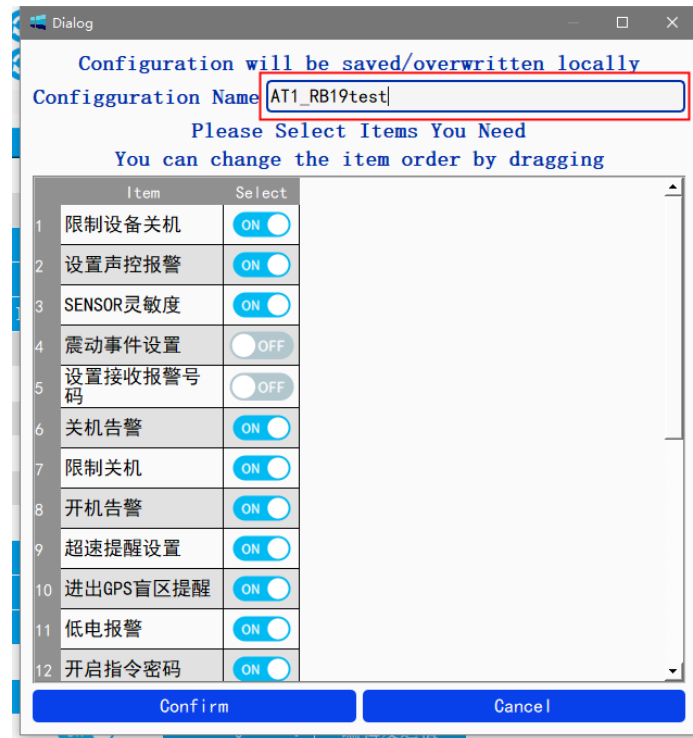 Dialog
Configuration will be saved/overwritten locally
Configguration Name AT1_RB19test
Please Select Items You Need
You can change the item order by dragging
Item Select
1 限制设备关机 ON
2 设置声控报警 ON
3 SENSOR灵敏度 ON
4 震动事件设置 OFF
5 设置接收报警号码 OFF
6 关机告警 ON
7 限制关机 ON
8 开机告警 ON
9 超速提醒设置 ON
10 进出GPS盲区提醒 ON
11 低电报警 ON
12 开启指令密码 ON
Confirm Cancel